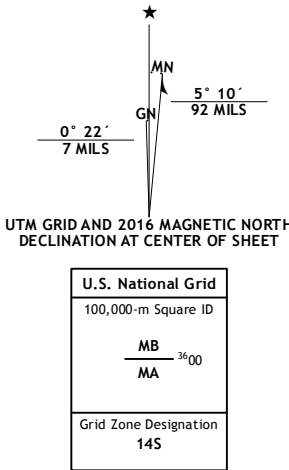 ★
MN
GN
5° 10´
92 MILS
0° 22´
7 MILS
UTM GRID AND 2016 MAGNETIC NORTH
DECLINATION AT CENTER OF SHEET
U.S. National Grid
100,000-m Square ID
MB
3600
MA
Grid Zone Designation
14S